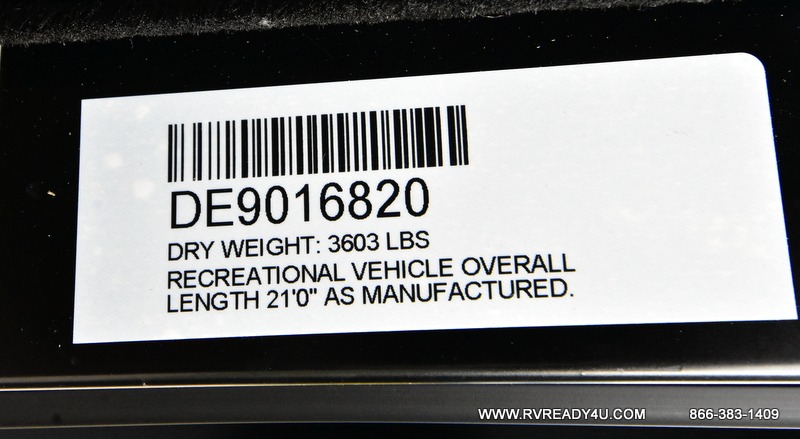 DE9016820
DRY WEIGHT: 3603 LBS
RECREATIONAL VEHICLE OVERALL
LENGTH 21'0" AS MANUFACTURED.
WWW.RVREADY4U.COM 866-383-1409